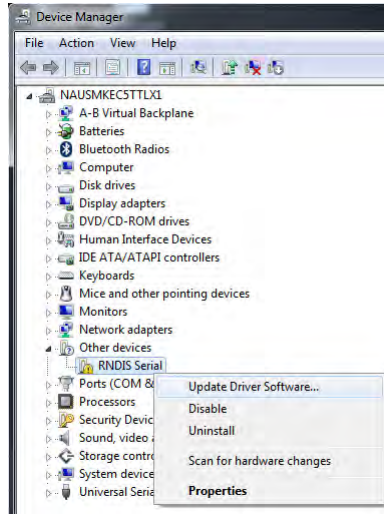 Device Manager
File Action View Help
NAUSMKEC5TTLX1
A-B Virtual Backplane
Batteries
Bluetooth Radios
Computer
Disk drives
Display adapters
DVD/CD-ROM drives
Human Interface Devices
IDE ATA/ATAPI controllers
Keyboards
Mice and other pointing devices
Monitors
Network adapters
Other devices
RNDIS Serial
Ports (COM &
Processors
Security Devic
Sound, video
Storage contro
System device
Universal Seria
Update Driver Software...
Disable
Uninstall
Scan for hardware changes
Properties